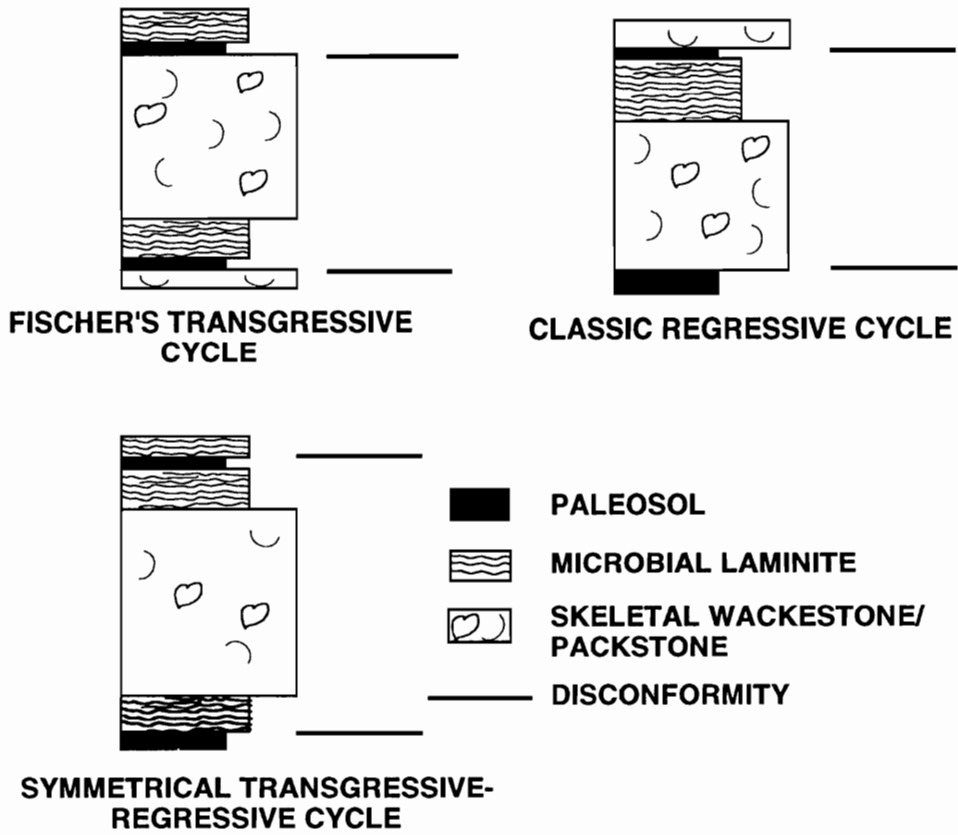 FISCHER'S TRANSGRESSIVE
CYCLE
CLASSIC REGRESSIVE CYCLE
SYMMETRICAL TRANSGRESSIVE-
REGRESSIVE CYCLE
PALEOSOL
MICROBIAL LAMINITE
SKELETAL WACKESTONE/
PACKSTONE
DISCONFORMITY